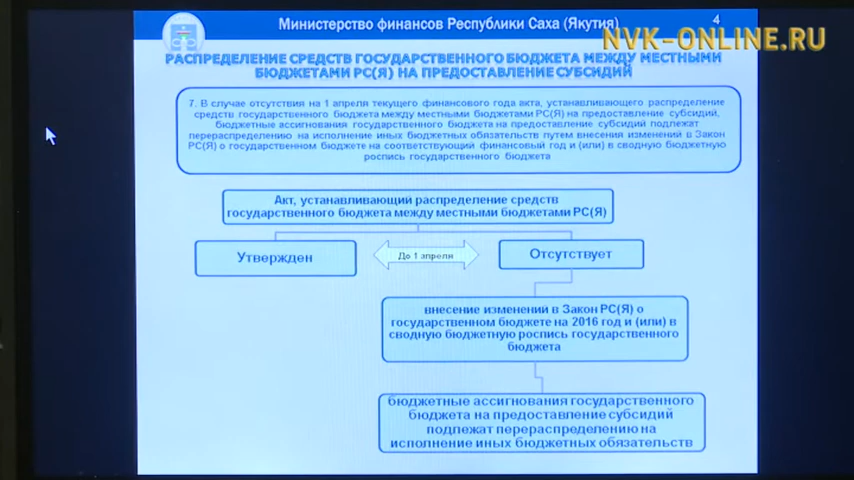 Министерство финансов Республики Саха (Якутия)
4
NVK-ONLINE.RU
РАСПРЕДЕЛЕНИЕ СРЕДСТВ ГОСУДАРСТВЕННОГО БЮДЖЕТА МЕЖДУ МЕСТНЫМИ
БЮДЖЕТАМИ РС(Я) НА ПРЕДОСТАВЛЕНИЕ СУБСИДИЙ
7. В случае отсутствия на 1 апреля текущего финансового года акта, устанавливающего распределение
средств государственного бюджета между местными бюджетами РС(Я) на предоставление субсидий,
бюджетные ассигнования государственного бюджета на предоставление субсидий подлежат
перераспределению на исполнение иных бюджетных обязательств путем внесения изменений в Закон
РС(Я) о государственном бюджете на соответствующий финансовый год и (или) в сводную бюджетную
роспись государственного бюджета
Акт, устанавливающий распределение средств
государственного бюджета между местными бюджетами РС(Я)
Утвержден
До 1 апреля
Отсутствует
внесение изменений в Закон РС(Я) о
государственном бюджете на 2016 год и (или) в
сводную бюджетную роспись государственного
бюджета
бюджетные ассигнования государственного
бюджета на предоставление субсидий
подлежат перераспределению на
исполнение иных бюджетных обязательств